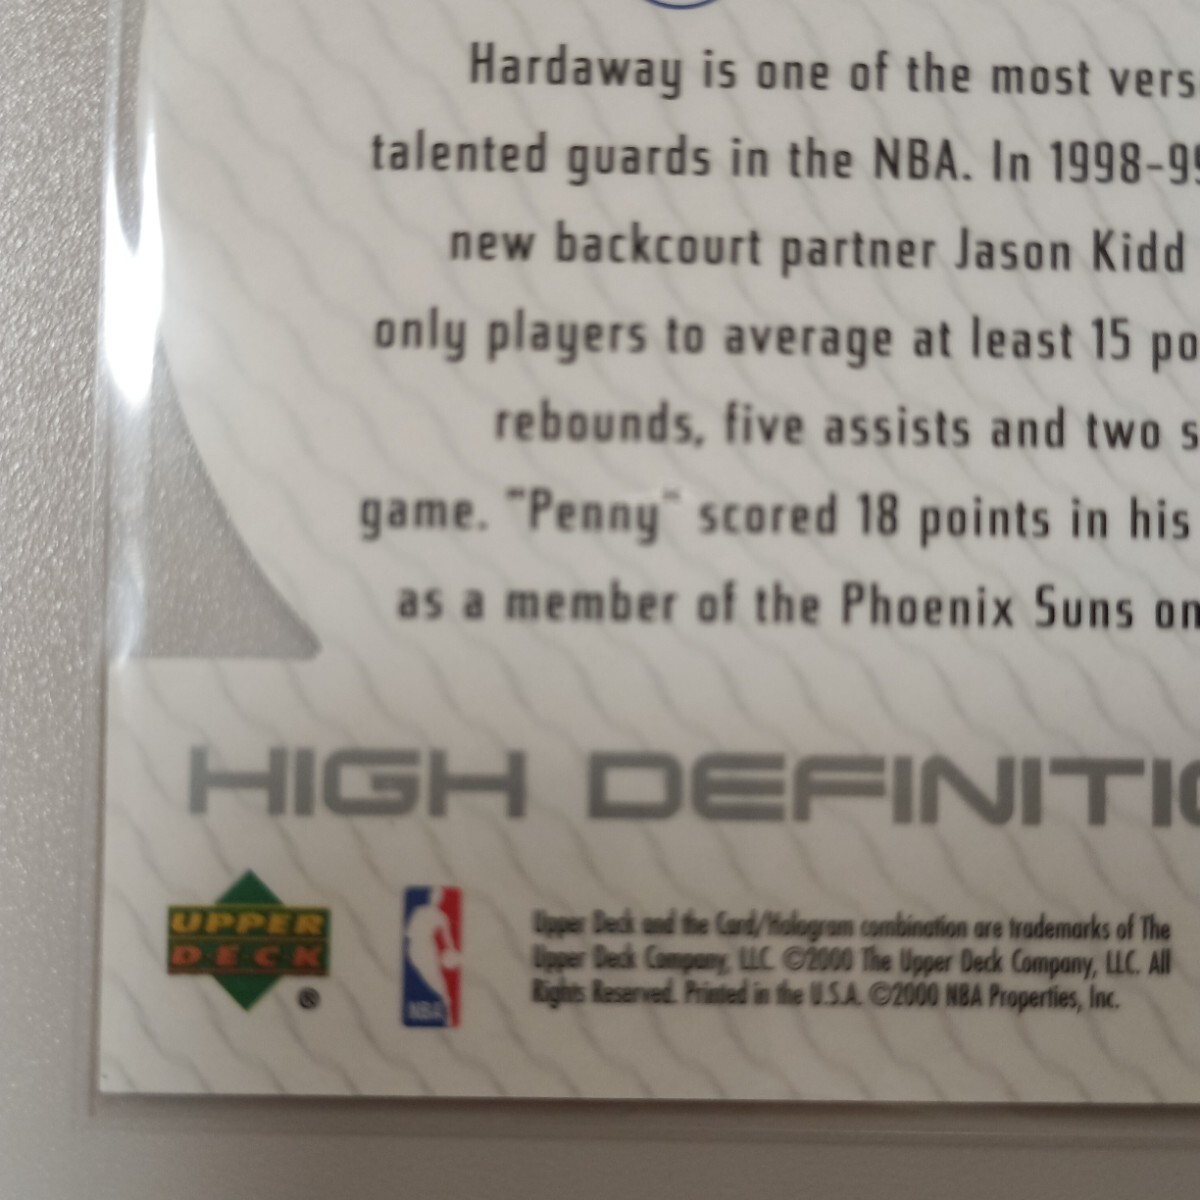 Hardaway is one of the most vers
talented guards in the NBA. In 1998-99
new backcourt partner Jason Kidd
only players to average at least 15 po
rebounds, five assists and two s
game. "Penny" scored 18 points in his
as a member of the Phoenix Suns on
HIGH DEFINITIO
UPPER
DECK
®
NBA
Upper Deck and the Card/Hologram combination are trademarks of The
Upper Deck Company, LLC. ©2000 The Upper Deck Company, LLC. All
Rights Reserved. Printed in the U.S.A. ©2000 NBA Properties, Inc.